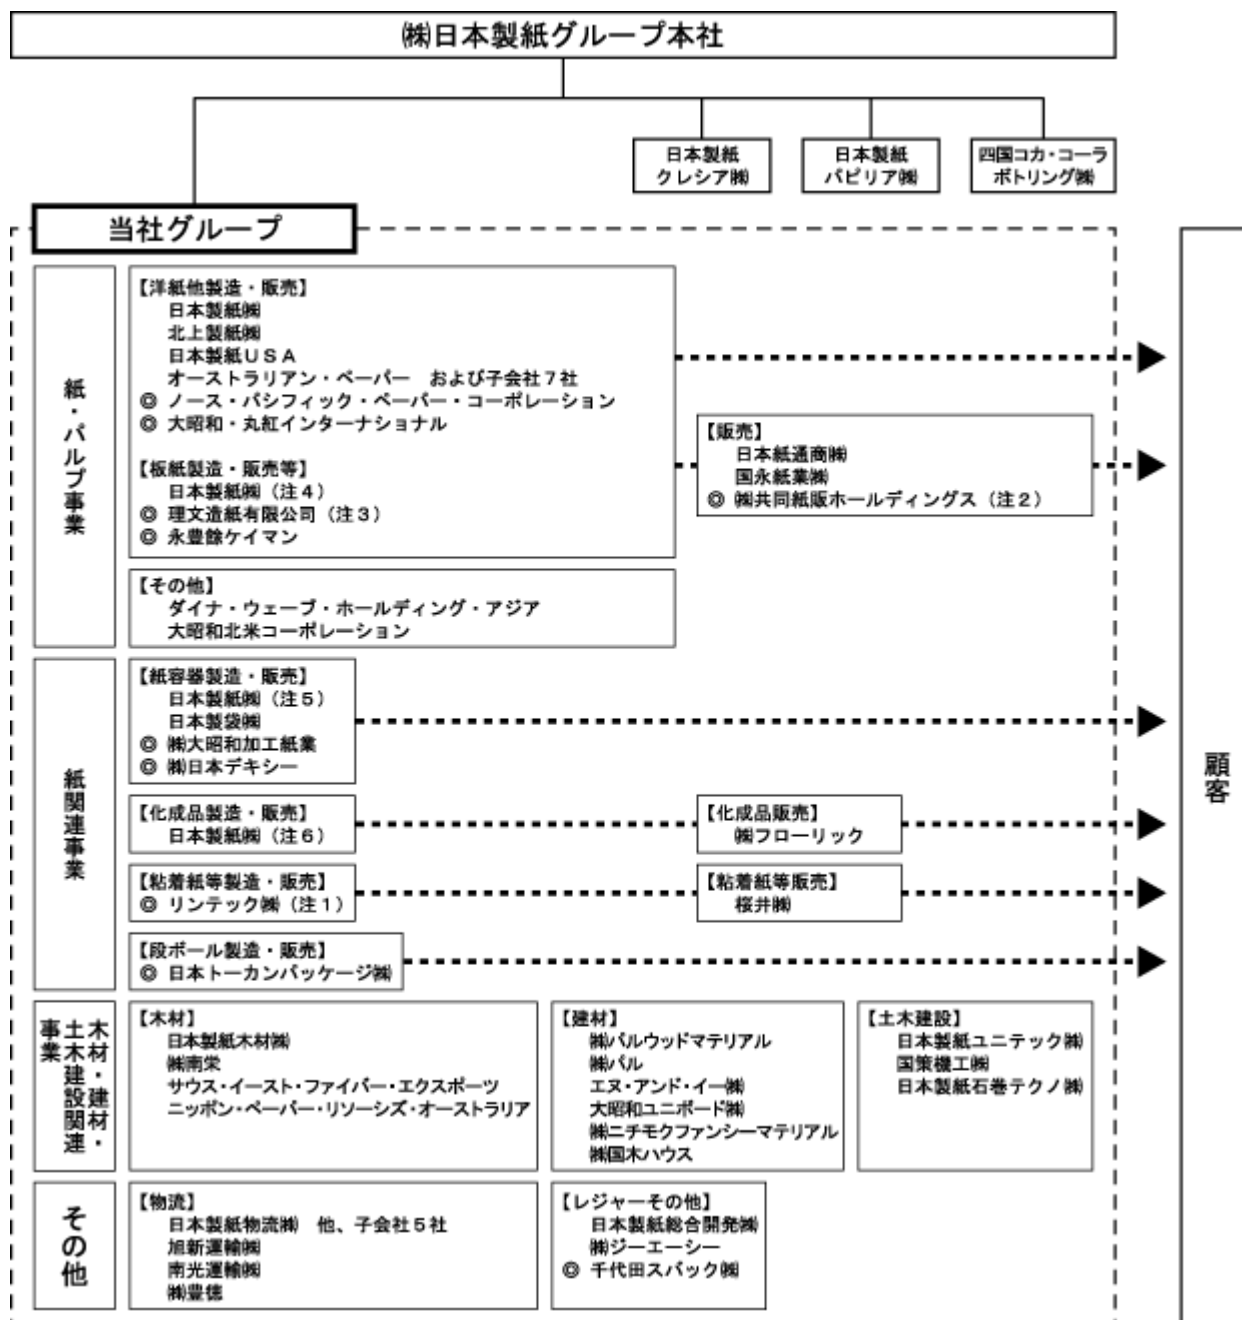 ㈱日本製紙グループ本社
日本製紙
クレシア㈱
日本製紙
パピリア㈱
四国コカ・コーラ
ボトリング㈱
当社グループ
紙・パルプ事業
【洋紙他製造・販売】
日本製紙㈱
北上製紙㈱
日本製紙ＵＳＡ
オーストラリアン・ペーパー　および子会社７社
◎ ノース・パシフィック・ペーパー・コーポレーション
◎ 大昭和・丸紅インターナショナル
【板紙製造・販売等】
日本製紙㈱（注４）
◎ 理文造紙有限公司（注３）
◎ 永豊餘ケイマン
【販売】
日本紙通商㈱
国永紙業㈱
◎ ㈱共同紙販ホールディングス（注２）
【その他】
ダイナ・ウェーブ・ホールディング・アジア
大昭和北米コーポレーション
紙関連事業
【紙容器製造・販売】
日本製紙㈱（注５）
日本製袋㈱
◎ ㈱大昭和加工紙業
◎ ㈱日本デキシー
【化成品製造・販売】
日本製紙㈱（注６）
【化成品販売】
㈱フローリック
【粘着紙等製造・販売】
◎ リンテック㈱（注１）
【粘着紙等販売】
桜井㈱
【段ボール製造・販売】
◎ 日本トーカンパッケージ㈱
木材・建材・
土木建設関連
事業
【木材】
日本製紙木材㈱
㈱南栄
サウス・イースト・ファイバー・エクスポーツ
ニッポン・ペーパー・リソーシズ・オーストラリア
【建材】
㈱パルウッドマテリアル
㈱パル
エヌ・アンド・イー㈱
大昭和ユニボード㈱
㈱ニチモクファンシーマテリアル
㈱国木ハウス
【土木建設】
日本製紙ユニテック㈱
国策機工㈱
日本製紙石巻テクノ㈱
その他
【物流】
日本製紙物流㈱　他、子会社５社
旭新運輸㈱
南光運輸㈱
㈱豊徳
【レジャーその他】
日本製紙総合開発㈱
㈱ジーエーシー
◎ 千代田スバック㈱
顧客